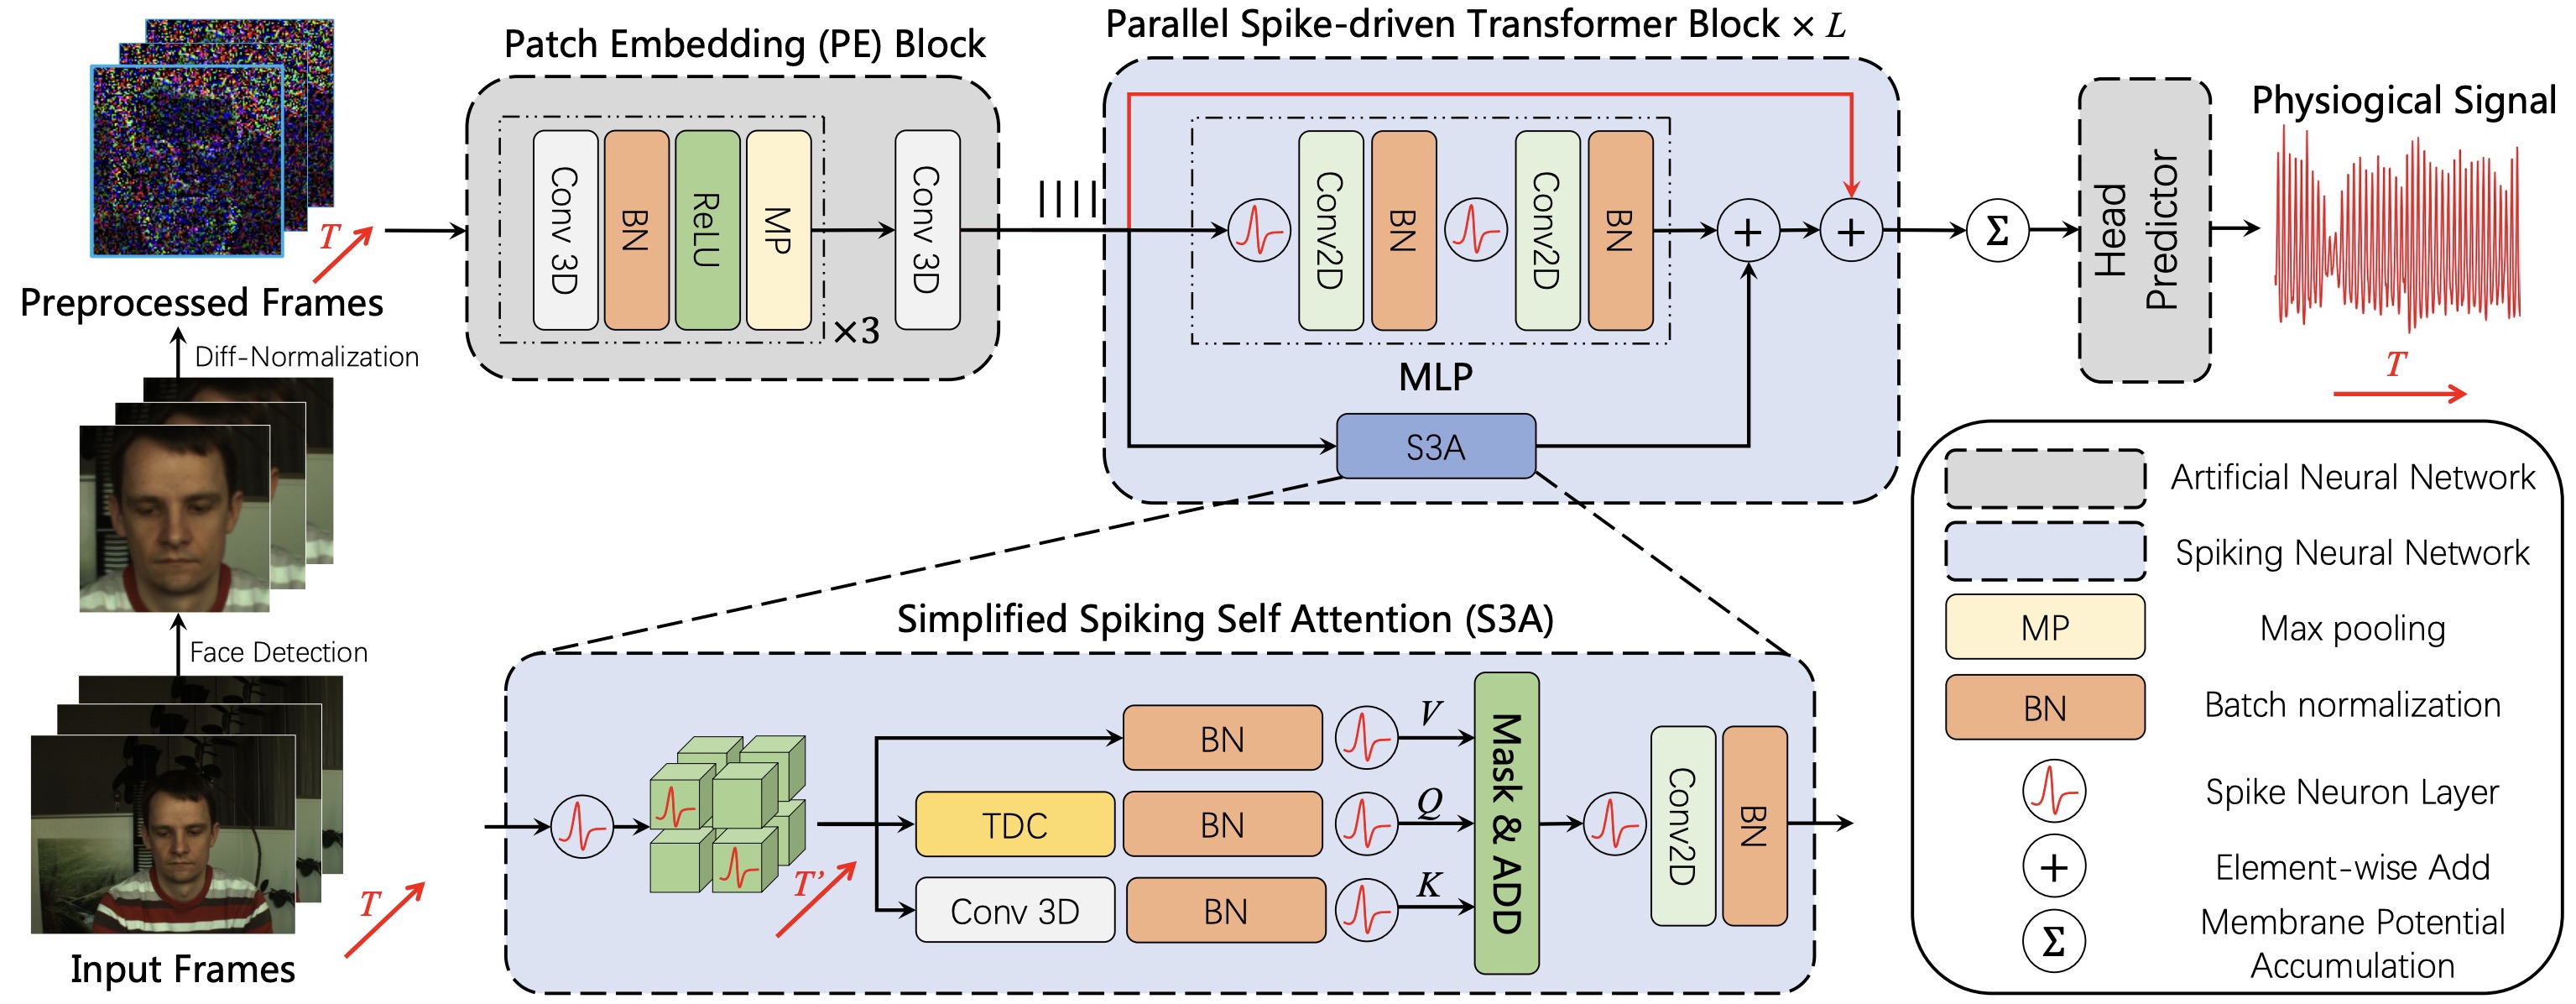 Parallel Spike-driven Transformer Block × L
Patch Embedding (PE) Block
Physiogical Signal
Conv 3D
BN
ReLU
MP
×3
Conv 3D
Conv2D
BN
Conv2D
BN
MLP
S3A
+
+
Σ
Head
Predictor
T
T
Preprocessed Frames
Diff-Normalization
Face Detection
T
Input Frames
Simplified Spiking Self Attention (S3A)
T'
BN
V
TDC
BN
Q
Conv 3D
BN
K
Mask & ADD
Conv2D
BN
Artificial Neural Network
Spiking Neural Network
MP
Max pooling
BN
Batch normalization
Spike Neuron Layer
+
Element-wise Add
Σ
Membrane Potential
Accumulation